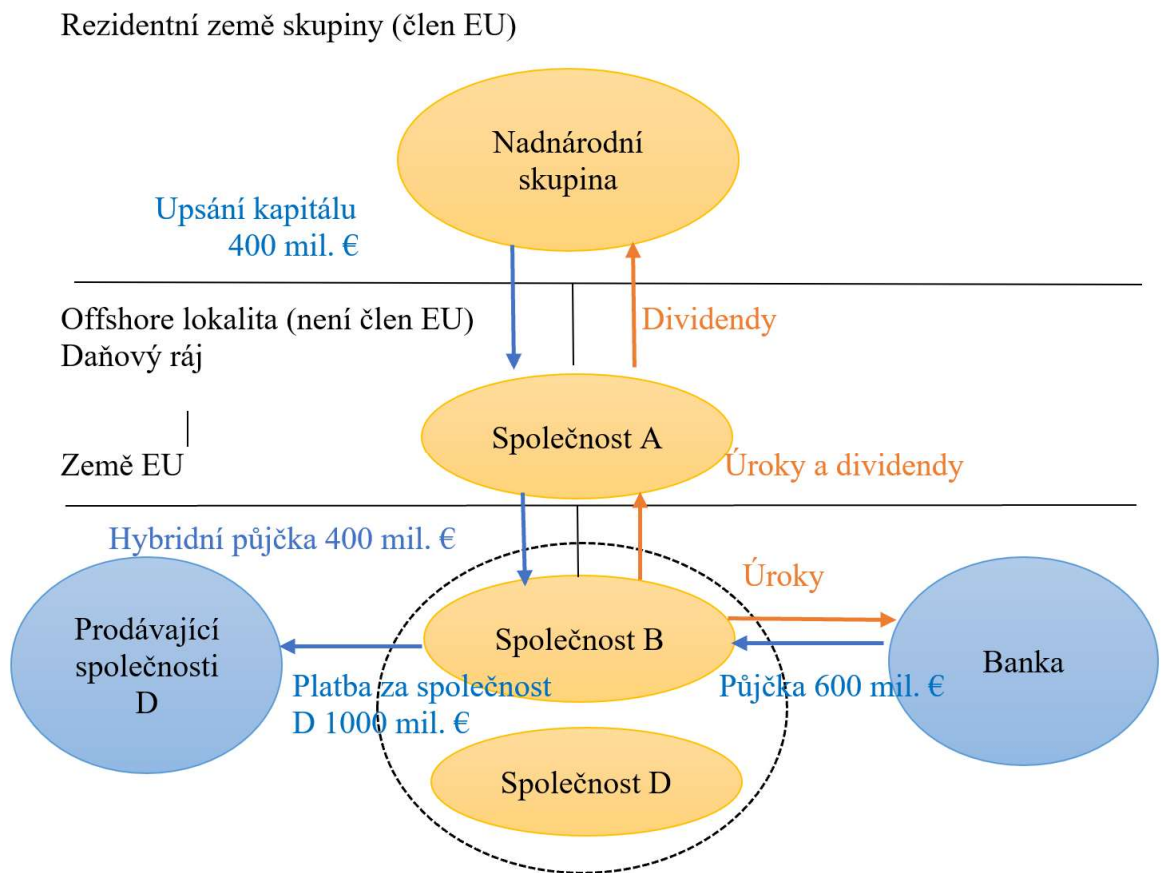 Rezidentní země skupiny (člen EU)
Nadnárodní
skupina
Upsání kapitálu
400 mil. €
Offshore lokalita (není člen EU)
Daňový ráj
Dividendy
Společnost A
Země EU
Úroky a dividendy
Hybridní půjčka 400 mil. €
Úroky
Prodávající
společnosti
D
Společnost B
Banka
Platba za společnost
D 1000 mil. €
Půjčka 600 mil. €
Společnost D